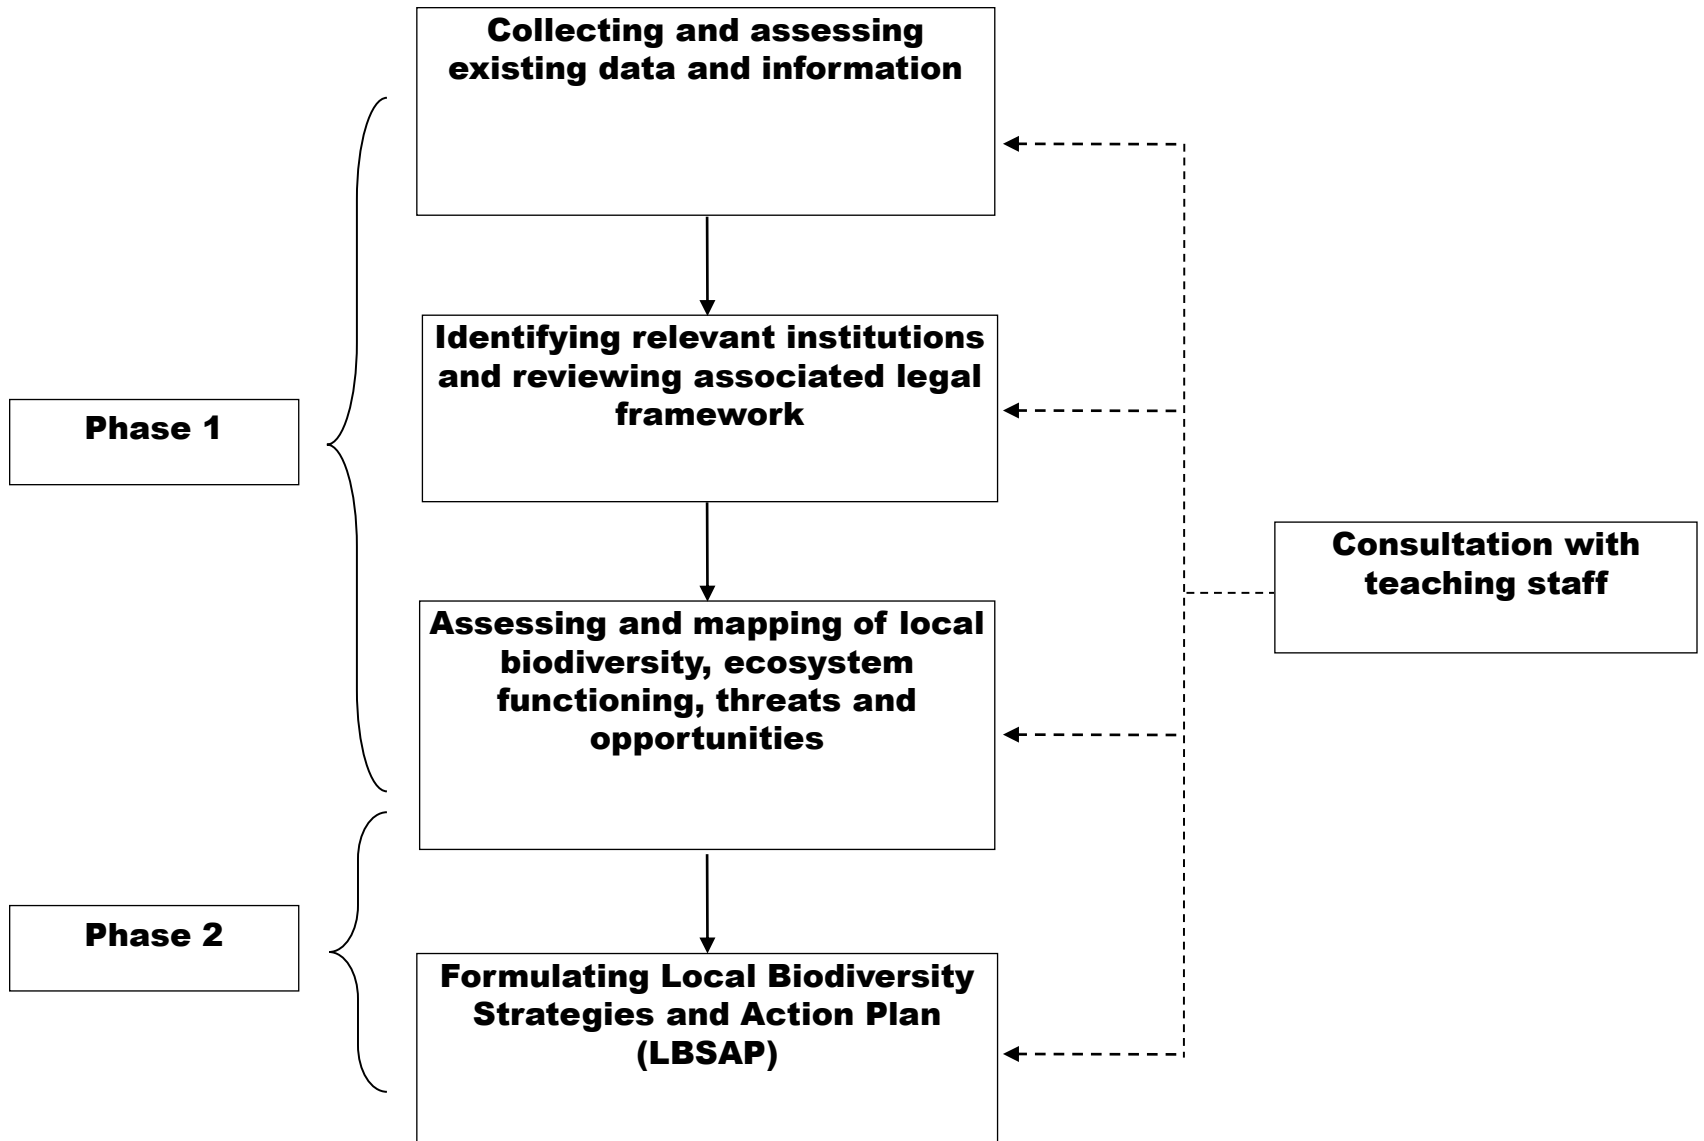 Collecting and assessing
existing data and information
Identifying relevant institutions
and reviewing associated legal
framework
Phase 1
Consultation with
teaching staff
Assessing and mapping of local
biodiversity, ecosystem
functioning, threats and
opportunities
Phase 2
Formulating Local Biodiversity
Strategies and Action Plan
(LBSAP)